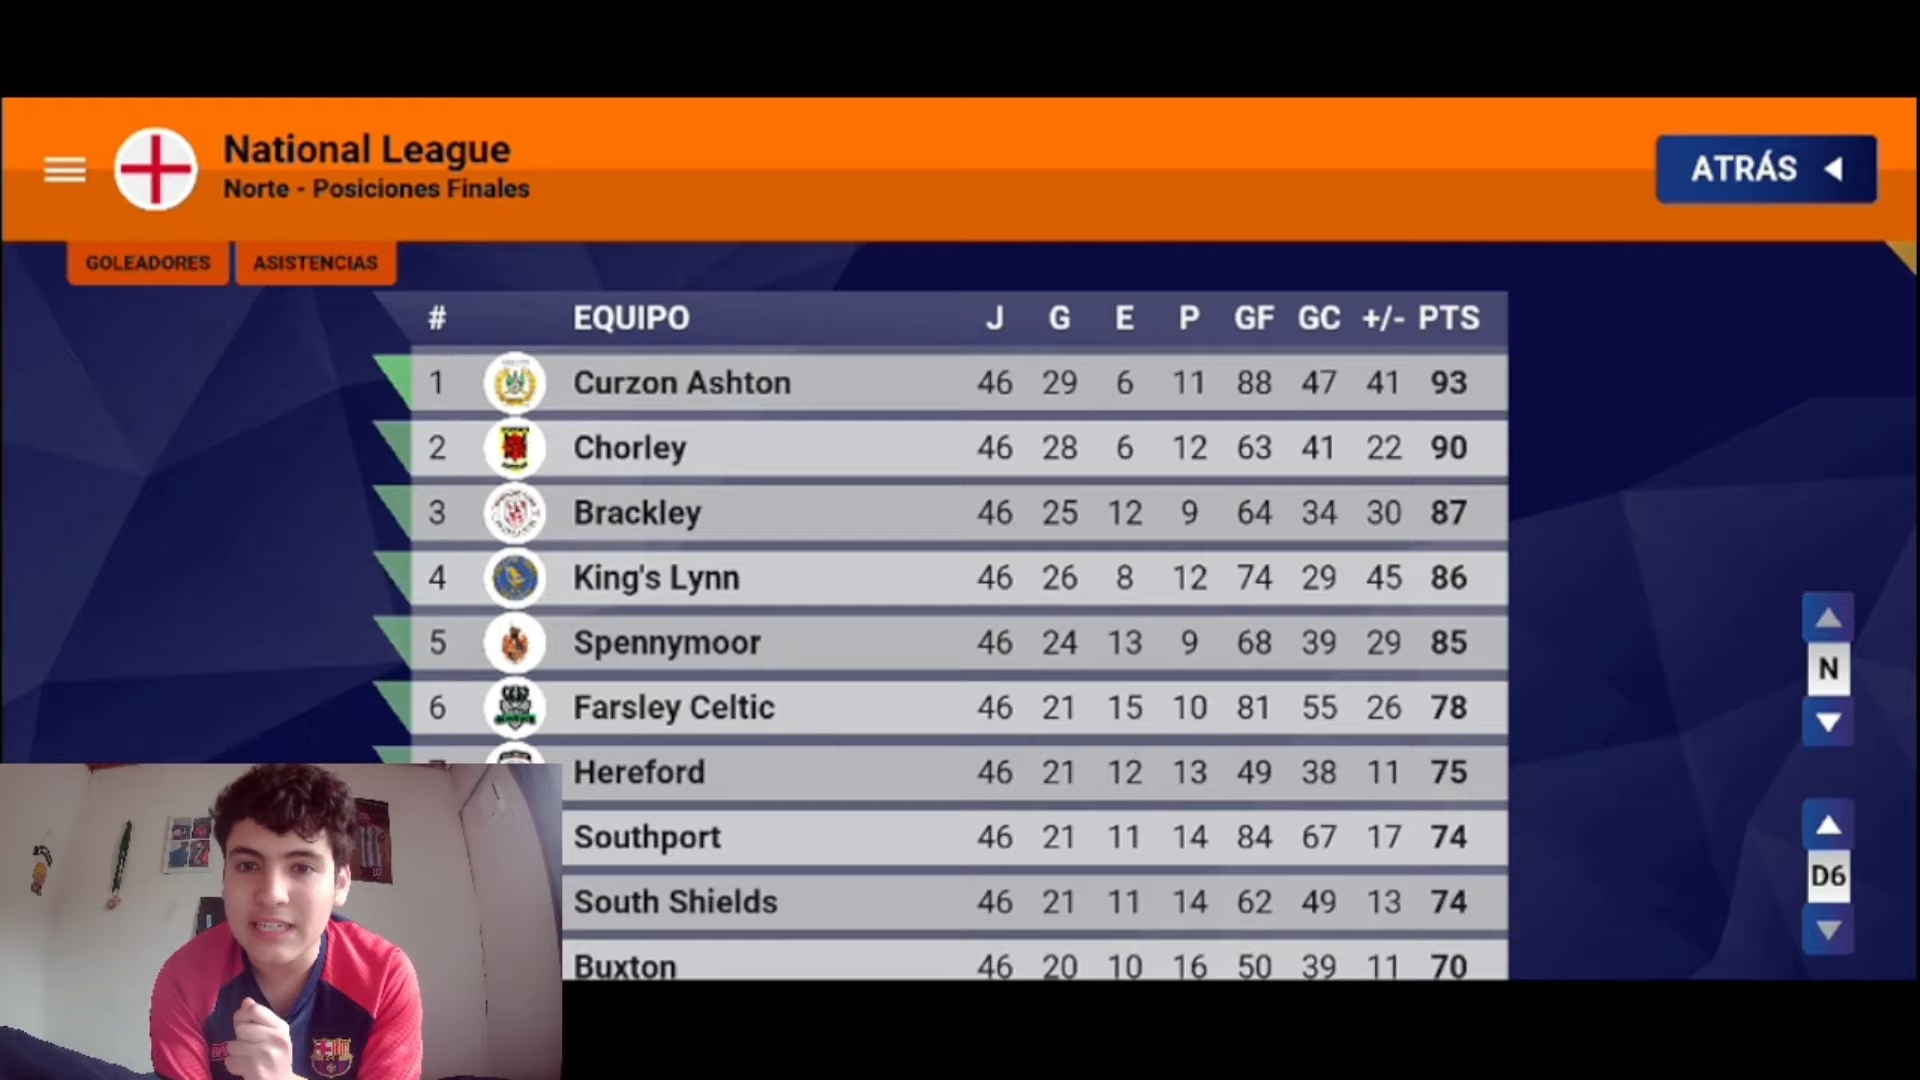 National League
Norte - Posiciones Finales
ATRÁS
GOLEADORES ASISTENCIAS
# EQUIPO J G E P GF GC +/- PTS
1 Curzon Ashton 46 29 6 11 88 47 41 93
2 Chorley 46 28 6 12 63 41 22 90
3 Brackley 46 25 12 9 64 34 30 87
4 King's Lynn 46 26 8 12 74 29 45 86
5 Spennymoor 46 24 13 9 68 39 29 85
6 Farsley Celtic 46 21 15 10 81 55 26 78
Hereford 46 21 12 13 49 38 11 75
Southport 46 21 11 14 84 67 17 74
South Shields 46 21 11 14 62 49 13 74
Buxton 46 20 10 16 50 39 11 70
N
D6